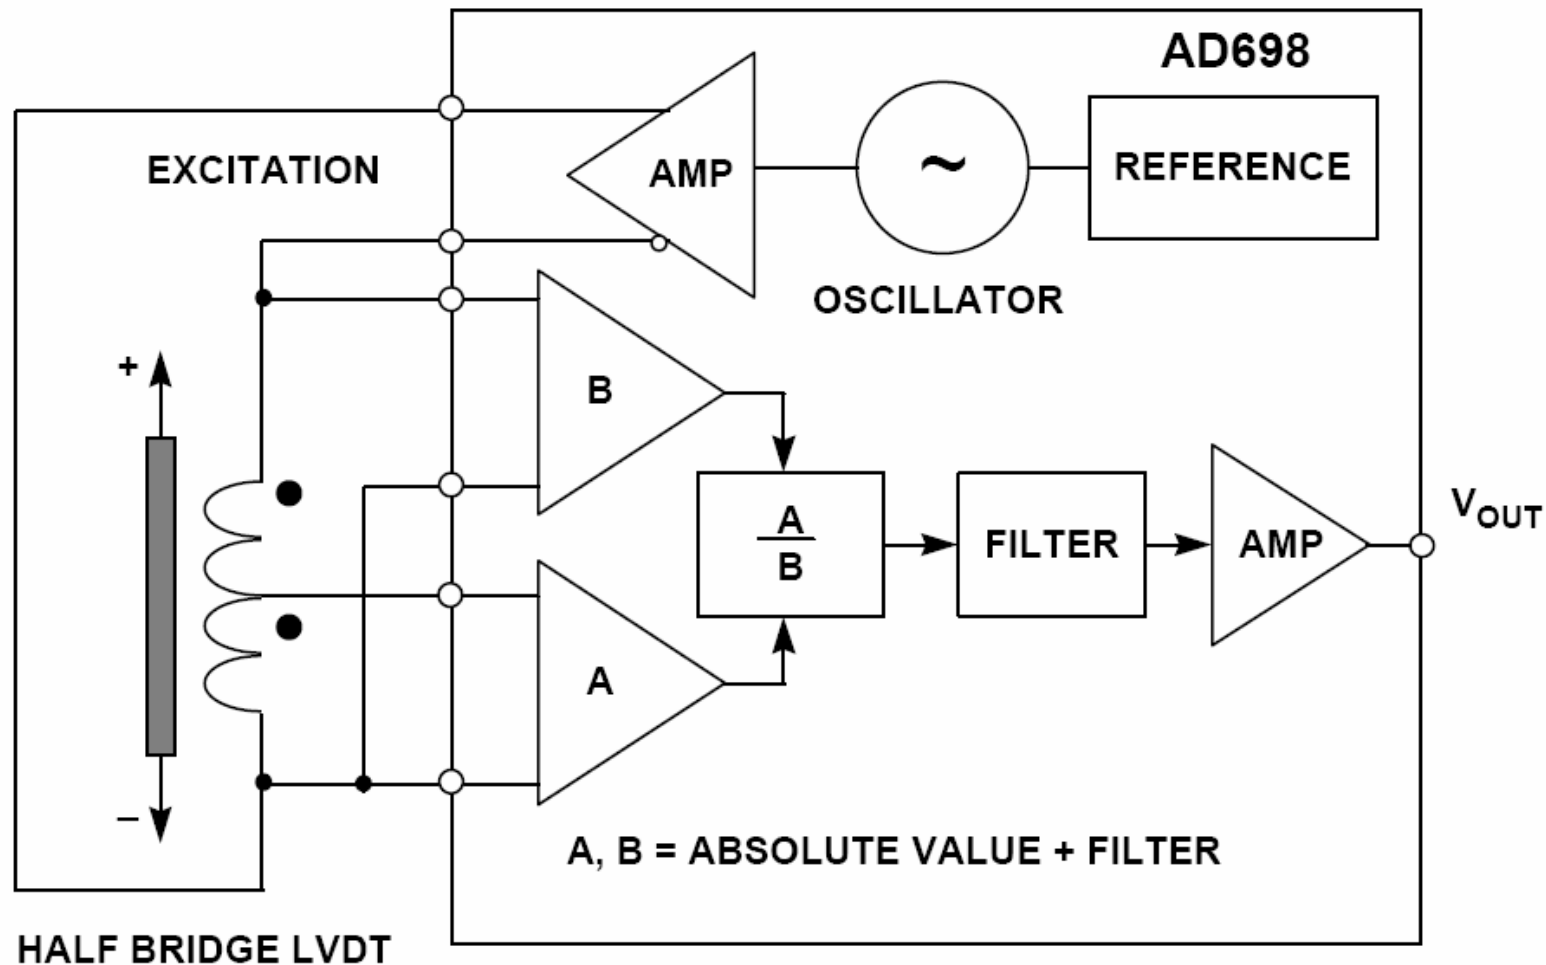 AD698
EXCITATION
AMP
~
REFERENCE
OSCILLATOR
+
B
A
B
FILTER
AMP
VOUT
A
–
A, B = ABSOLUTE VALUE + FILTER
HALF BRIDGE LVDT